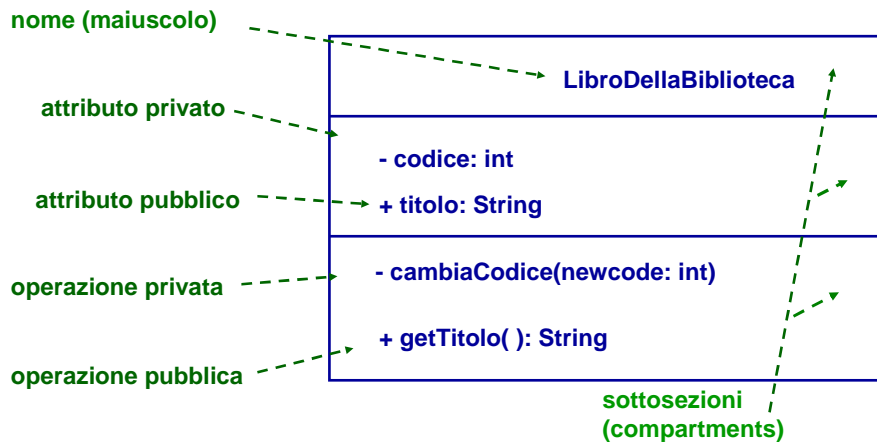 nome (maiuscolo)
LibroDellaBiblioteca
attributo privato
- codice: int
attributo pubblico
+ titolo: String
operazione privata
- cambiaCodice(newcode: int)
+ getTitolo( ): String
operazione pubblica
sottosezioni
(compartments)